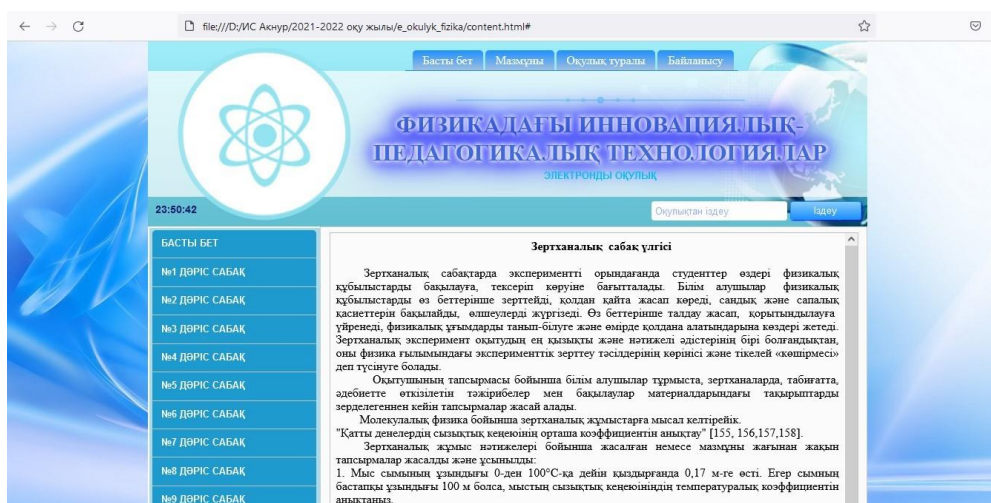 file:///D:/ИС Акнур/2021-2022 оқу жылы/e_okulyk_fizika/content.html#
Басты бет Мазмұны Оқулық туралы Байланысу
ФИЗИКАДАҒЫ ИННОВАЦИЯЛЫҚ-
ПЕДАГОГИКАЛЫҚ ТЕХНОЛОГИЯЛАР
ЭЛЕКТРОНДЫ ОҚУЛЫҚ
23:50:42
Оқулықтан іздеу
Іздеу
БАСТЫ БЕТ
№1 ДӘРІС САБАҚ
№2 ДӘРІС САБАҚ
№3 ДӘРІС САБАҚ
№4 ДӘРІС САБАҚ
№5 ДӘРІС САБАҚ
№6 ДӘРІС САБАҚ
№7 ДӘРІС САБАҚ
№8 ДӘРІС САБАҚ
№9 ДӘРІС САБАҚ
Зертханалық сабақ үлгісі
Зертханалық сабақтарда экспериментті орындағанда студенттер өздері физикалық
құбылыстарды бақылауға, тексеріп көруіне бағытталады. Білім алушылар физикалық
құбылыстарды өз беттерінше зерттейді, қолдан қайта жасап көреді, сандық және сапалық
қасиеттерін бақылайды, өлшеулерді жүргізеді. Өз беттерінше талдау жасап, қорытындылауға
үйренеді, физикалық ұғымдарды танып-білуге және өмірде қолдана алатындарына көздері жетеді.
Зертханалық эксперимент оқытудың ең қызықты және нәтижелі әдістерінің бірі болғандықтан,
оны физика ғылымындағы эксперименттік зерттеу тәсілдерінің көрінісі және тікелей «көшірмесі»
деп түсінуге болады.
Оқытушының тапсырмасы бойынша білім алушылар тұрмыста, зертханаларда, табиғатта,
әдебиетте өткізілетін тәжірибелер мен бақылаулар материалдарындағы тақырыптарды
зерделегеннен кейін тапсырмалар жасай алады.
Молекулалық физика бойынша зертханалық жұмыстарға мысал келтірейік.
"Қатты денелердің сызықтық кеңеюінің орташа коэффициентін анықтау" [155, 156,157,158].
Зертханалық жұмыс нәтижелері бойынша жасалған немесе мазмұны жағынан жақын
тапсырмалар жасалды және ұсынылды:
1. Мыс сымының ұзындығы 0-ден 100°С-қа дейін қыздырғанда 0,17 м-ге өсті. Егер сымның
бастапқы ұзындығы 100 м болса, мыстың сызықтық кеңеюініңдің температуралық коэффициентін
анықтаңыз.